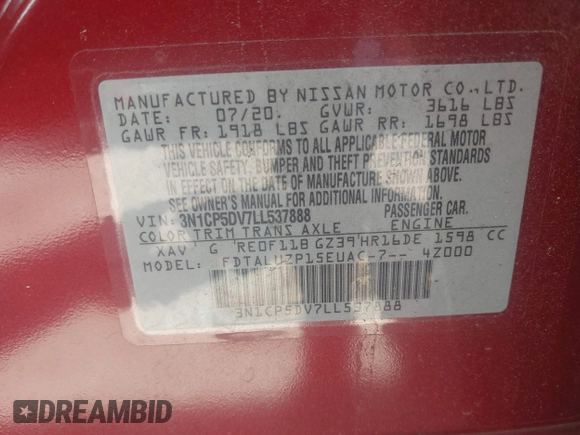 MANUFACTURED BY NISSAN MOTOR CO., LTD.
DATE: 07/20. GVWR: 3616 LBS
GAWR FR: 1918 LBS GAWR RR: 1698 LBS
THIS VEHICLE CONFORMS TO ALL APPLICABLE FEDERAL MOTOR
VEHICLE SAFETY, BUMPER AND THEFT PREVENTION STANDARDS
IN EFFECT ON THE DATE OF MANUFACTURE SHOWN ABOVE.
SEE OWNER'S MANUAL FOR ADDITIONAL INFORMATION.
VIN: 3N1CP5DV7LL537888 PASSENGER CAR.
COLOR TRIM TRANS AXLE ENGINE
XAV G RE0F11B GZ39 HR16DE 1598 CC
MODEL: FDTALUZP15EUAC-7-- 4Z000
3N1CP5DV7LL537888
DREAMBID